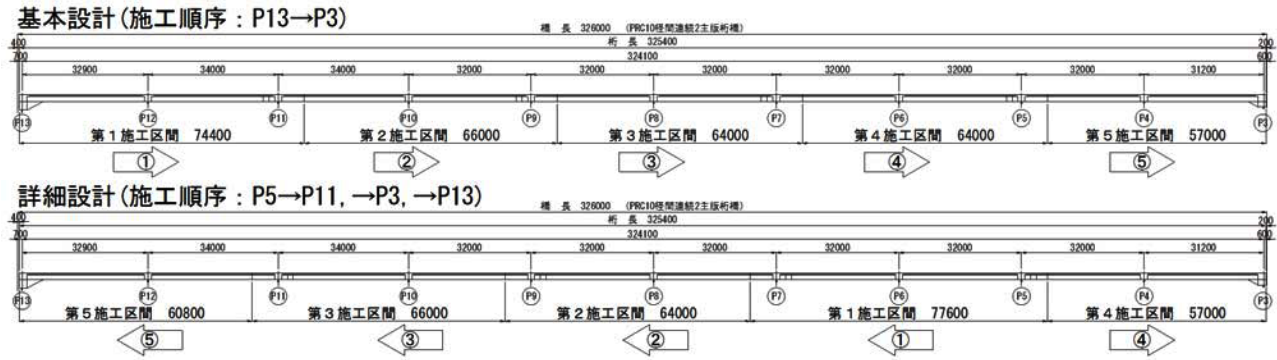 基本設計(施工順序：P13→P3)
橋 長 326000 (PRC10径間連続2主版桁橋)
400 桁 長 325400 200
700 324100 600
32900 34000 34000 32000 32000 32000 32000 32000 32000 31200
P13 P12 P11 P10 P9 P8 P7 P6 P5 P4 P3
第1施工区間 74400 第2施工区間 66000 第3施工区間 64000 第4施工区間 64000 第5施工区間 57000
① ② ③ ④ ⑤
詳細設計(施工順序：P5→P11, →P3, →P13)
橋 長 326000 (PRC10径間連続2主版桁橋)
400 桁 長 325400 200
700 324100 600
32900 34000 34000 32000 32000 32000 32000 32000 32000 31200
P13 P12 P11 P10 P9 P8 P7 P6 P5 P4 P3
第5施工区間 60800 第3施工区間 66000 第2施工区間 64000 第1施工区間 77600 第4施工区間 57000
⑤ ③ ② ① ④